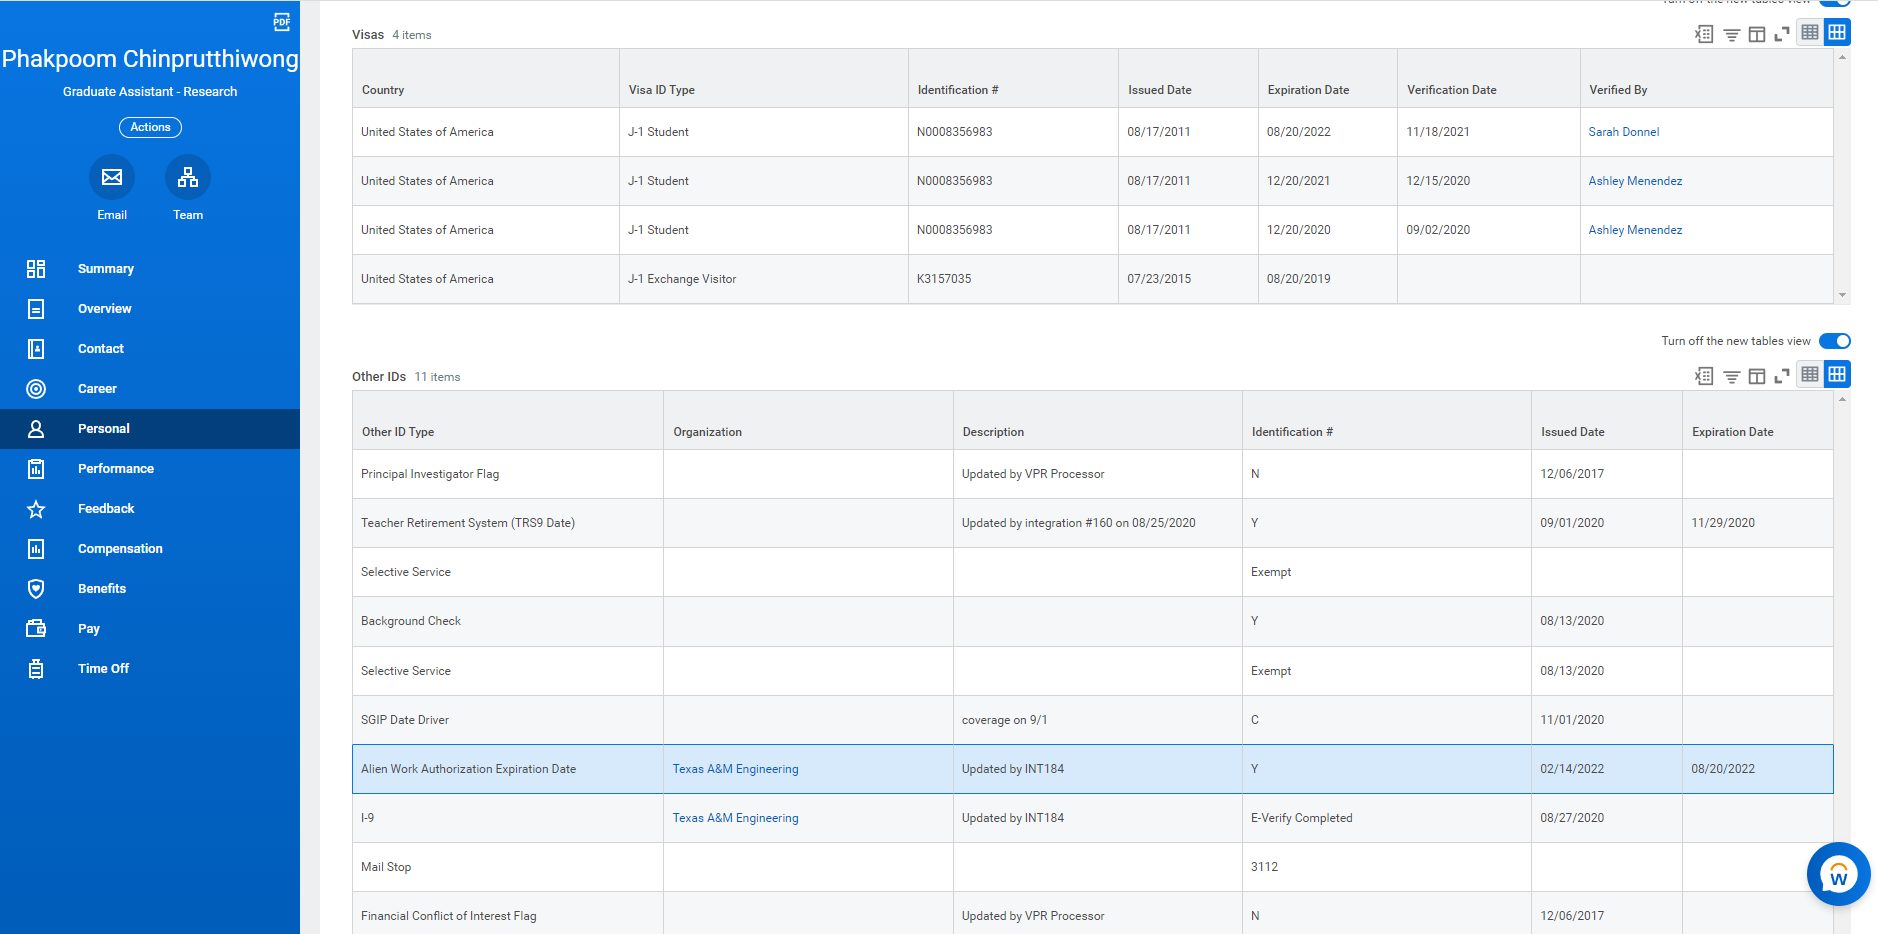 PDF
Phakpoom Chinprutthiwong
Graduate Assistant - Research
Actions
Email Team
Summary
Overview
Contact
Career
Personal
Performance
Feedback
Compensation
Benefits
Pay
Time Off
Turn off the new tables view
Visas 4 items
Country Visa ID Type Identification # Issued Date Expiration Date Verification Date Verified By
United States of America J-1 Student N0008356983 08/17/2011 08/20/2022 11/18/2021 Sarah Donnel
United States of America J-1 Student N0008356983 08/17/2011 12/20/2021 12/15/2020 Ashley Menendez
United States of America J-1 Student N0008356983 08/17/2011 12/20/2020 09/02/2020 Ashley Menendez
United States of America J-1 Exchange Visitor K3157035 07/23/2015 08/20/2019
Turn off the new tables view
Other IDs 11 items
Other ID Type Organization Description Identification # Issued Date Expiration Date
Principal Investigator Flag Updated by VPR Processor N 12/06/2017
Teacher Retirement System (TRS9 Date) Updated by integration #160 on 08/25/2020 Y 09/01/2020 11/29/2020
Selective Service Exempt
Background Check Y 08/13/2020
Selective Service Exempt 08/13/2020
SGIP Date Driver coverage on 9/1 C 11/01/2020
Alien Work Authorization Expiration Date Texas A&M Engineering Updated by INT184 Y 02/14/2022 08/20/2022
I-9 Texas A&M Engineering Updated by INT184 E-Verify Completed 08/27/2020
Mail Stop 3112
Financial Conflict of Interest Flag Updated by VPR Processor N 12/06/2017
W